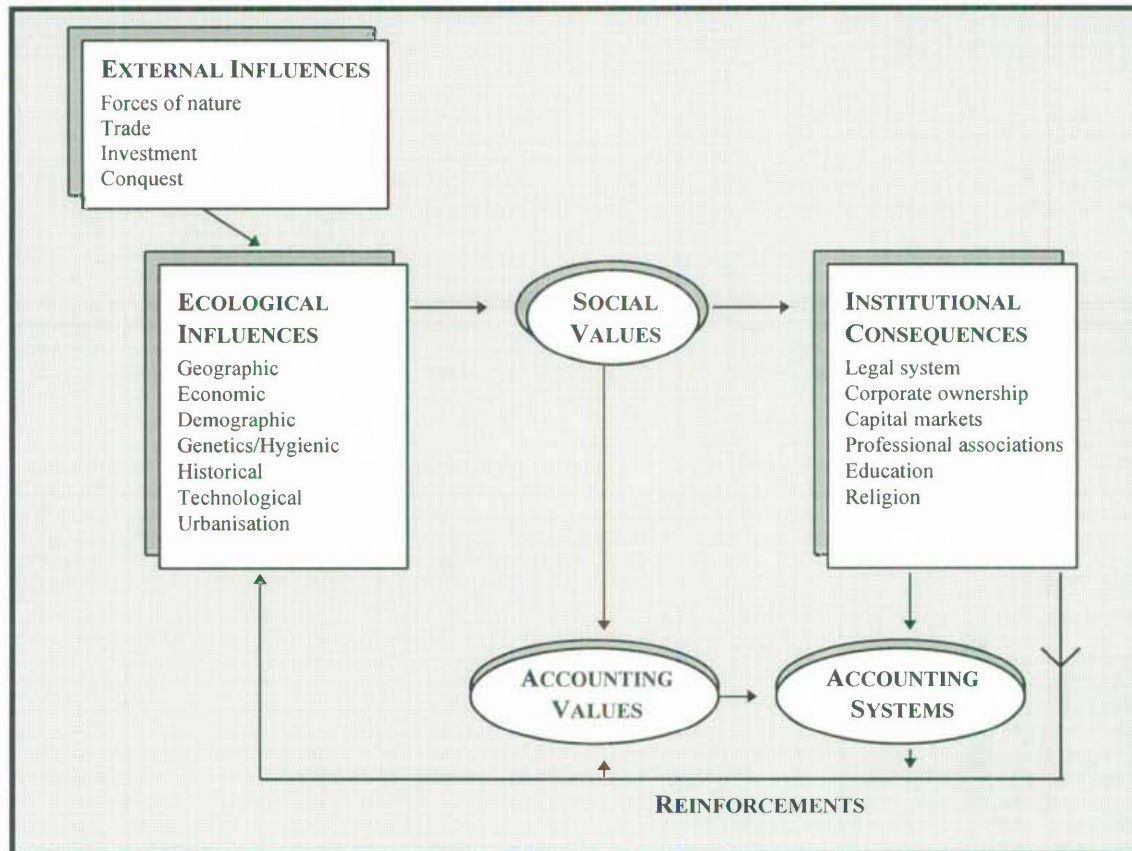 EXTERNAL INFLUENCES
Forces of nature
Trade
Investment
Conquest
ECOLOGICAL
INFLUENCES
Geographic
Economic
Demographic
Genetics/Hygienic
Historical
Technological
Urbanisation
SOCIAL
VALUES
INSTITUTIONAL
CONSEQUENCES
Legal system
Corporate ownership
Capital markets
Professional associations
Education
Religion
ACCOUNTING
VALUES
ACCOUNTING
SYSTEMS
REINFORCEMENTS